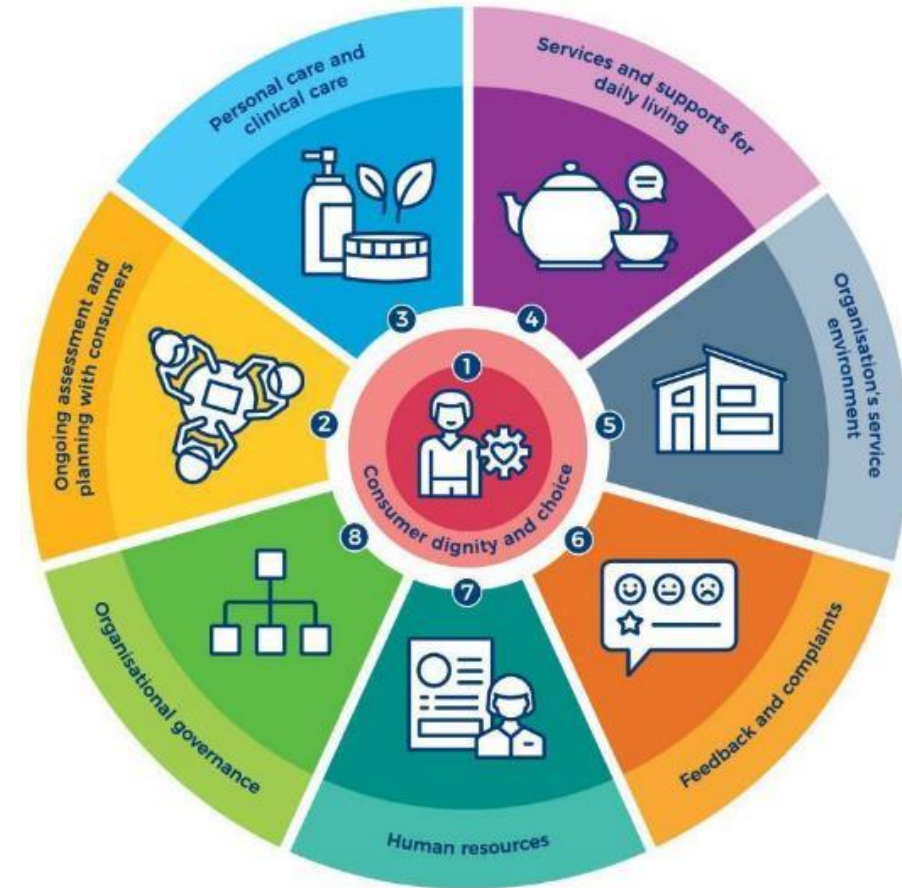 1
Consumer dignity and choice
2
Ongoing assessment and
planning with consumers
3
Personal care and
clinical care
4
Services and supports for
daily living
5
Organisation's service
environment
6
Feedback and complaints
7
Human resources
8
Organisational governance